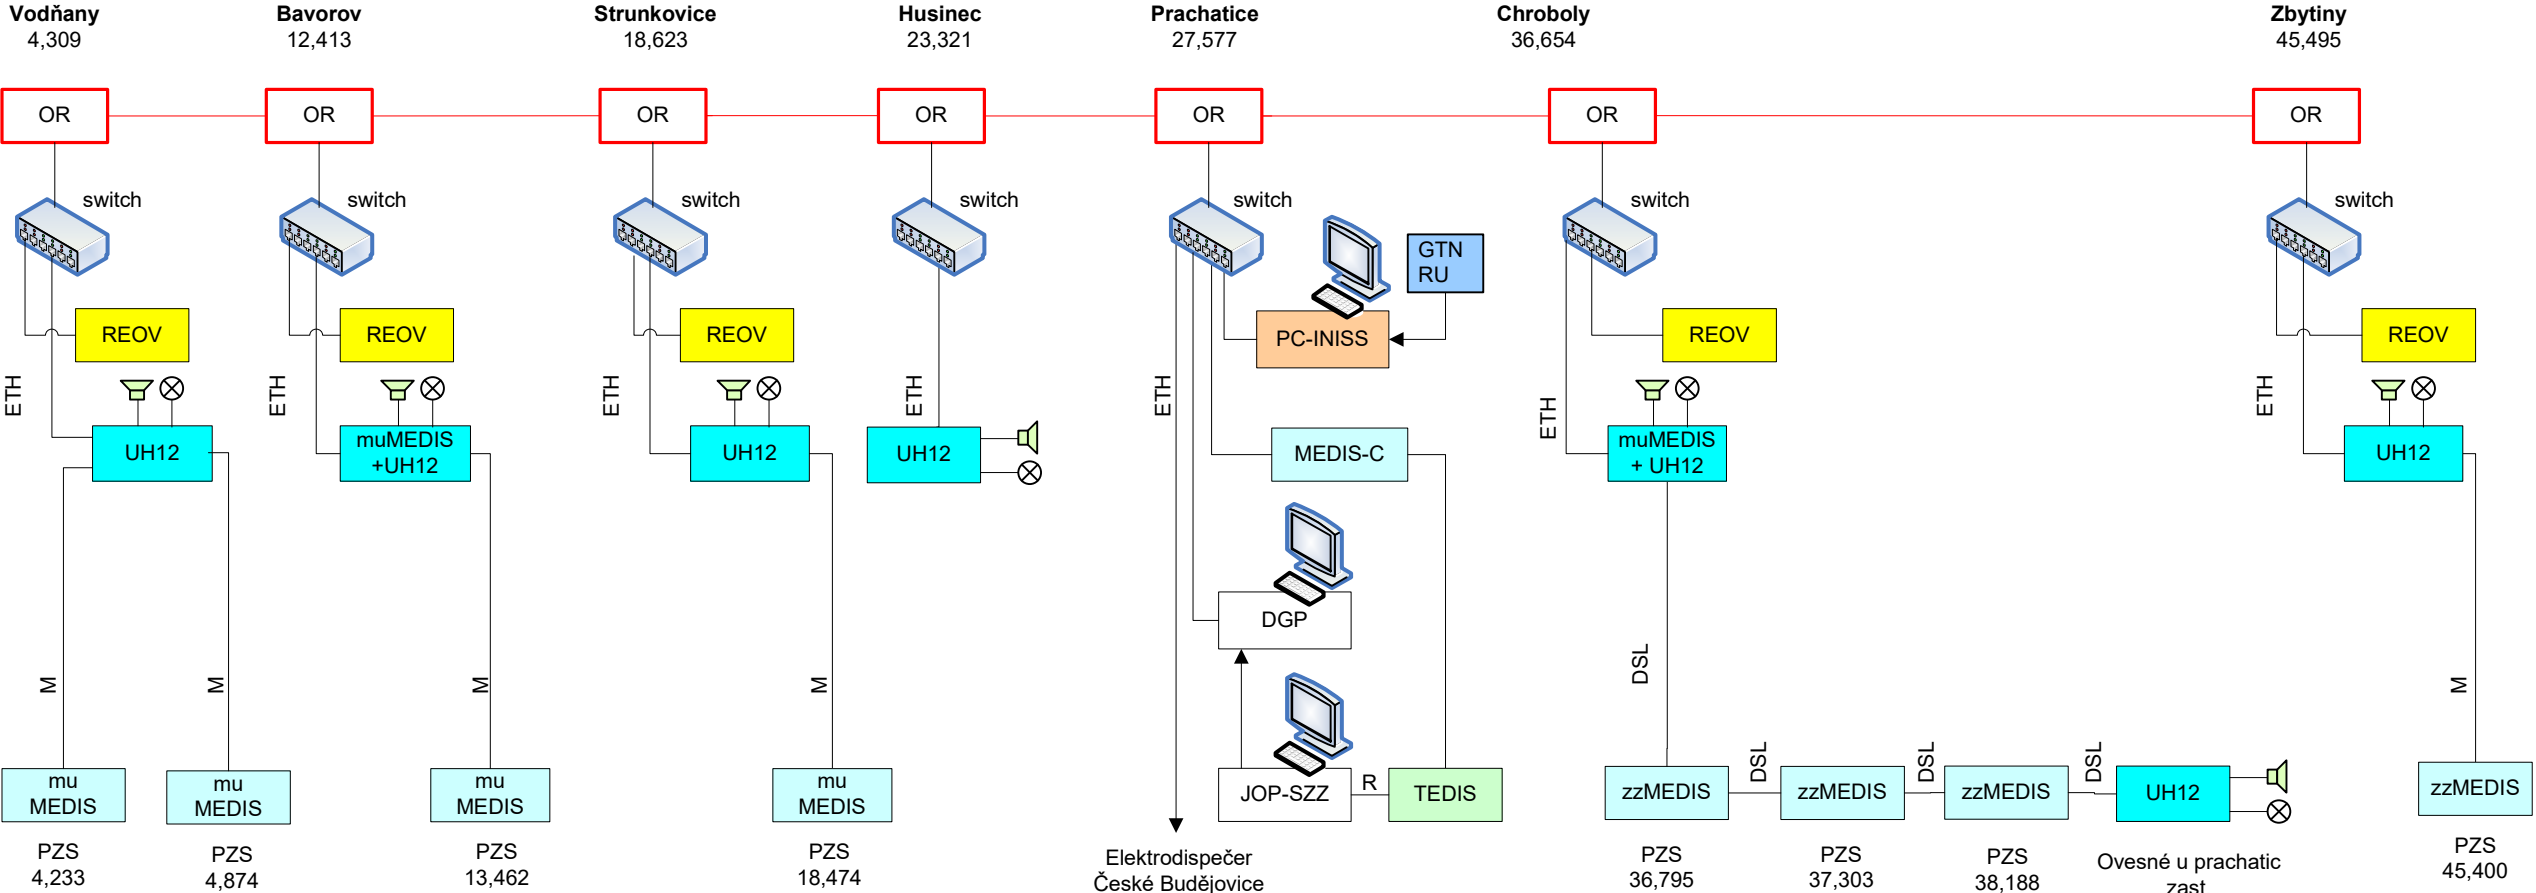 Vodňany
4,309
Bavorov
12,413
Strunkovice
18,623
Husinec
23,321
Prachatice
27,577
Chroboly
36,654
Zbytiny
45,495
OR
OR
OR
OR
OR
OR
OR
switch
switch
switch
switch
switch
switch
switch
GTN
RU
REOV
REOV
REOV
PC-INISS
REOV
REOV
ETH
ETH
ETH
ETH
ETH
ETH
ETH
UH12
muMEDIS
+UH12
UH12
UH12
MEDIS-C
muMEDIS
+ UH12
UH12
DGP
M
M
M
M
DSL
M
mu
MEDIS
mu
MEDIS
mu
MEDIS
mu
MEDIS
JOP-SZZ
R
TEDIS
zzMEDIS
DSL
zzMEDIS
DSL
zzMEDIS
DSL
UH12
zzMEDIS
PZS
4,233
PZS
4,874
PZS
13,462
PZS
18,474
Elektrodispečer
České Budějovice
PZS
36,795
PZS
37,303
PZS
38,188
Ovesné u prachatic
zast
PZS
45,400